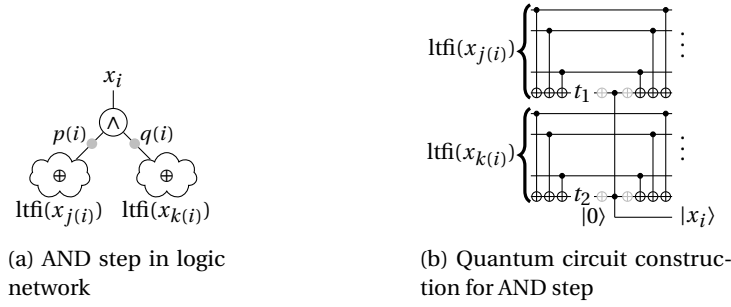 x_i
∧
p(i) q(i)
⊕ ⊕
ltfi(x_{j(i)}) ltfi(x_{k(i)})
(a) AND step in logic
network
ltfi(x_{j(i)})
t_1
ltfi(x_{k(i)})
t_2
|0⟩ |x_i⟩
(b) Quantum circuit construc-
tion for AND step